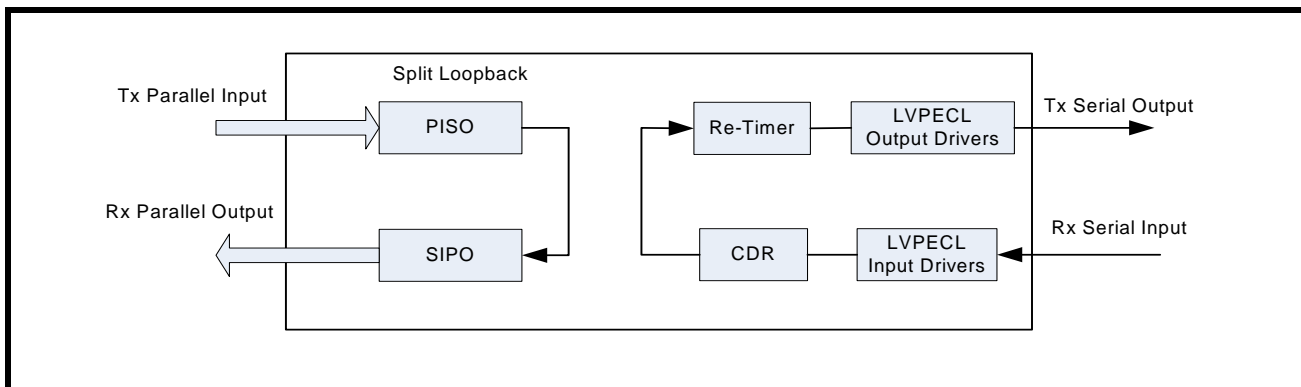 Split Loopback
Tx Parallel Input
PISO
Re-Timer
LVPECL
Output Drivers
Tx Serial Output
Rx Parallel Output
SIPO
CDR
LVPECL
Input Drivers
Rx Serial Input